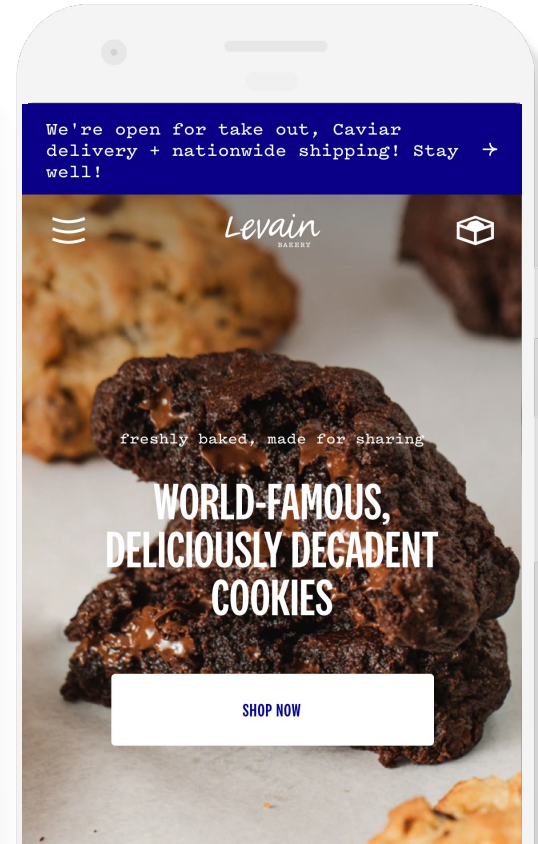 We're open for take out, Caviar
delivery + nationwide shipping! Stay →
well!
Levain
BAKERY
freshly baked, made for sharing
WORLD-FAMOUS,
DELICIOUSLY DECADENT
COOKIES
SHOP NOW